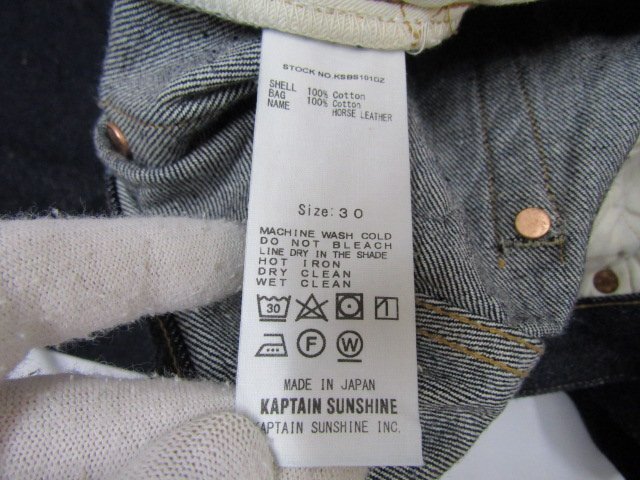 STOCK NO.KSBS101DZ
SHELL 100% Cotton
BAG 100% Cotton
NAME HORSE LEATHER
Size:30
MACHINE WASH COLD
DO NOT BLEACH
LINE DRY IN THE SHADE
HOT IRON
DRY CLEAN
WET CLEAN
30
F W
MADE IN JAPAN
KAPTAIN SUNSHINE
KAPTAIN SUNSHINE INC.